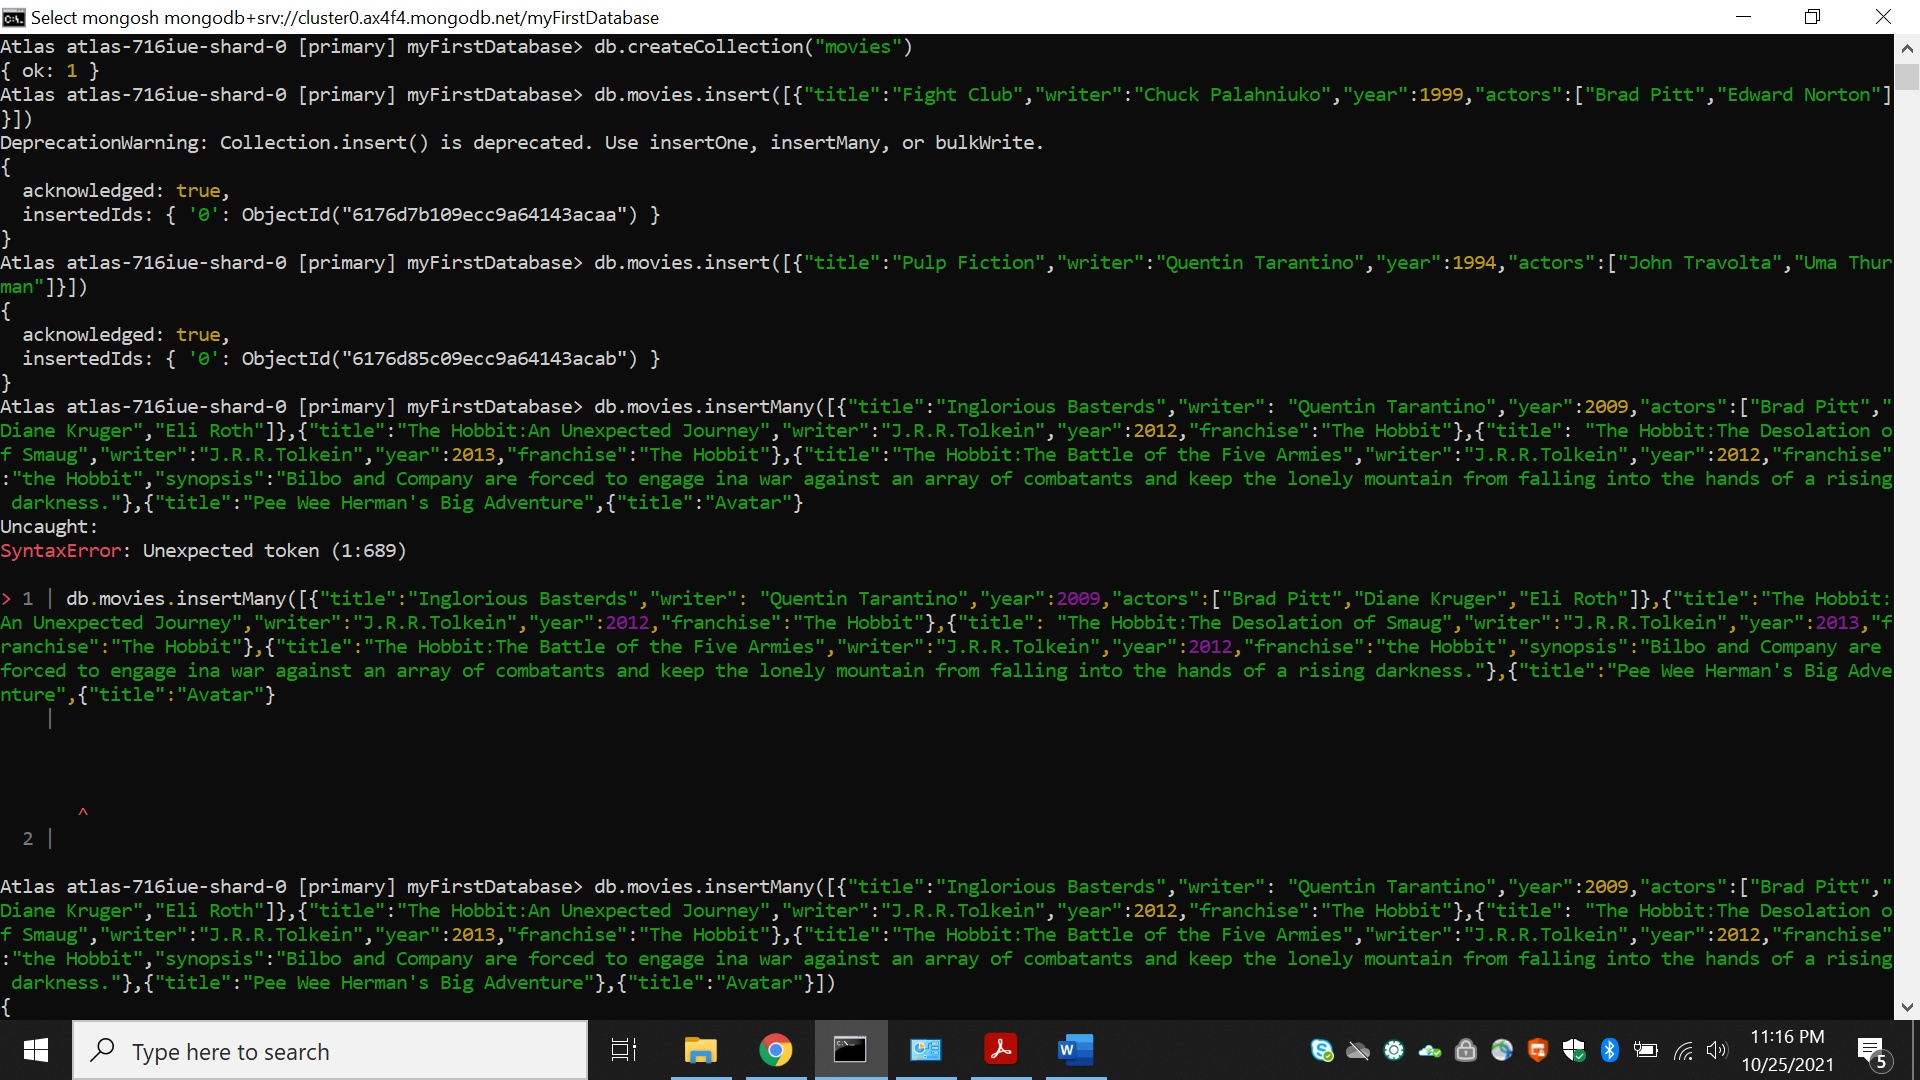 Select mongosh mongodb+srv://cluster0.ax4f4.mongodb.net/myFirstDatabase
Atlas atlas-716iue-shard-0 [primary] myFirstDatabase> db.createCollection("movies")
{ ok: 1 }
Atlas atlas-716iue-shard-0 [primary] myFirstDatabase> db.movies.insert([{"title":"Fight Club","writer":"Chuck Palahniuko","year":1999,"actors":["Brad Pitt","Edward Norton"]
}])
DeprecationWarning: Collection.insert() is deprecated. Use insertOne, insertMany, or bulkWrite.
{
  acknowledged: true,
  insertedIds: { '0': ObjectId("6176d7b109ecc9a64143acaa") }
}
Atlas atlas-716iue-shard-0 [primary] myFirstDatabase> db.movies.insert([{"title":"Pulp Fiction","writer":"Quentin Tarantino","year":1994,"actors":["John Travolta","Uma Thur
man"]}])
{
  acknowledged: true,
  insertedIds: { '0': ObjectId("6176d85c09ecc9a64143acab") }
}
Atlas atlas-716iue-shard-0 [primary] myFirstDatabase> db.movies.insertMany([{"title":"Inglorious Basterds","writer": "Quentin Tarantino","year":2009,"actors":["Brad Pitt","
Diane Kruger","Eli Roth"]},{"title":"The Hobbit:An Unexpected Journey","writer":"J.R.R.Tolkein","year":2012,"franchise":"The Hobbit"},{"title": "The Hobbit:The Desolation o
f Smaug","writer":"J.R.R.Tolkein","year":2013,"franchise":"The Hobbit"},{"title":"The Hobbit:The Battle of the Five Armies","writer":"J.R.R.Tolkein","year":2012,"franchise"
:"the Hobbit","synopsis":"Bilbo and Company are forced to engage ina war against an array of combatants and keep the lonely mountain from falling into the hands of a rising
 darkness."},{"title":"Pee Wee Herman's Big Adventure",{"title":"Avatar"}
Uncaught:
SyntaxError: Unexpected token (1:689)
> 1 | db.movies.insertMany([{"title":"Inglorious Basterds","writer": "Quentin Tarantino","year":2009,"actors":["Brad Pitt","Diane Kruger","Eli Roth"]},{"title":"The Hobbit:
An Unexpected Journey","writer":"J.R.R.Tolkein","year":2012,"franchise":"The Hobbit"},{"title": "The Hobbit:The Desolation of Smaug","writer":"J.R.R.Tolkein","year":2013,"f
ranchise":"The Hobbit"},{"title":"The Hobbit:The Battle of the Five Armies","writer":"J.R.R.Tolkein","year":2012,"franchise":"the Hobbit","synopsis":"Bilbo and Company are 
forced to engage ina war against an array of combatants and keep the lonely mountain from falling into the hands of a rising darkness."},{"title":"Pee Wee Herman's Big Adve
nture",{"title":"Avatar"}
    |
       ^
  2 |
Atlas atlas-716iue-shard-0 [primary] myFirstDatabase> db.movies.insertMany([{"title":"Inglorious Basterds","writer": "Quentin Tarantino","year":2009,"actors":["Brad Pitt","
Diane Kruger","Eli Roth"]},{"title":"The Hobbit:An Unexpected Journey","writer":"J.R.R.Tolkein","year":2012,"franchise":"The Hobbit"},{"title": "The Hobbit:The Desolation o
f Smaug","writer":"J.R.R.Tolkein","year":2013,"franchise":"The Hobbit"},{"title":"The Hobbit:The Battle of the Five Armies","writer":"J.R.R.Tolkein","year":2012,"franchise"
:"the Hobbit","synopsis":"Bilbo and Company are forced to engage ina war against an array of combatants and keep the lonely mountain from falling into the hands of a rising
 darkness."},{"title":"Pee Wee Herman's Big Adventure"},{"title":"Avatar"}])
{
Type here to search
11:16 PM
10/25/2021
5